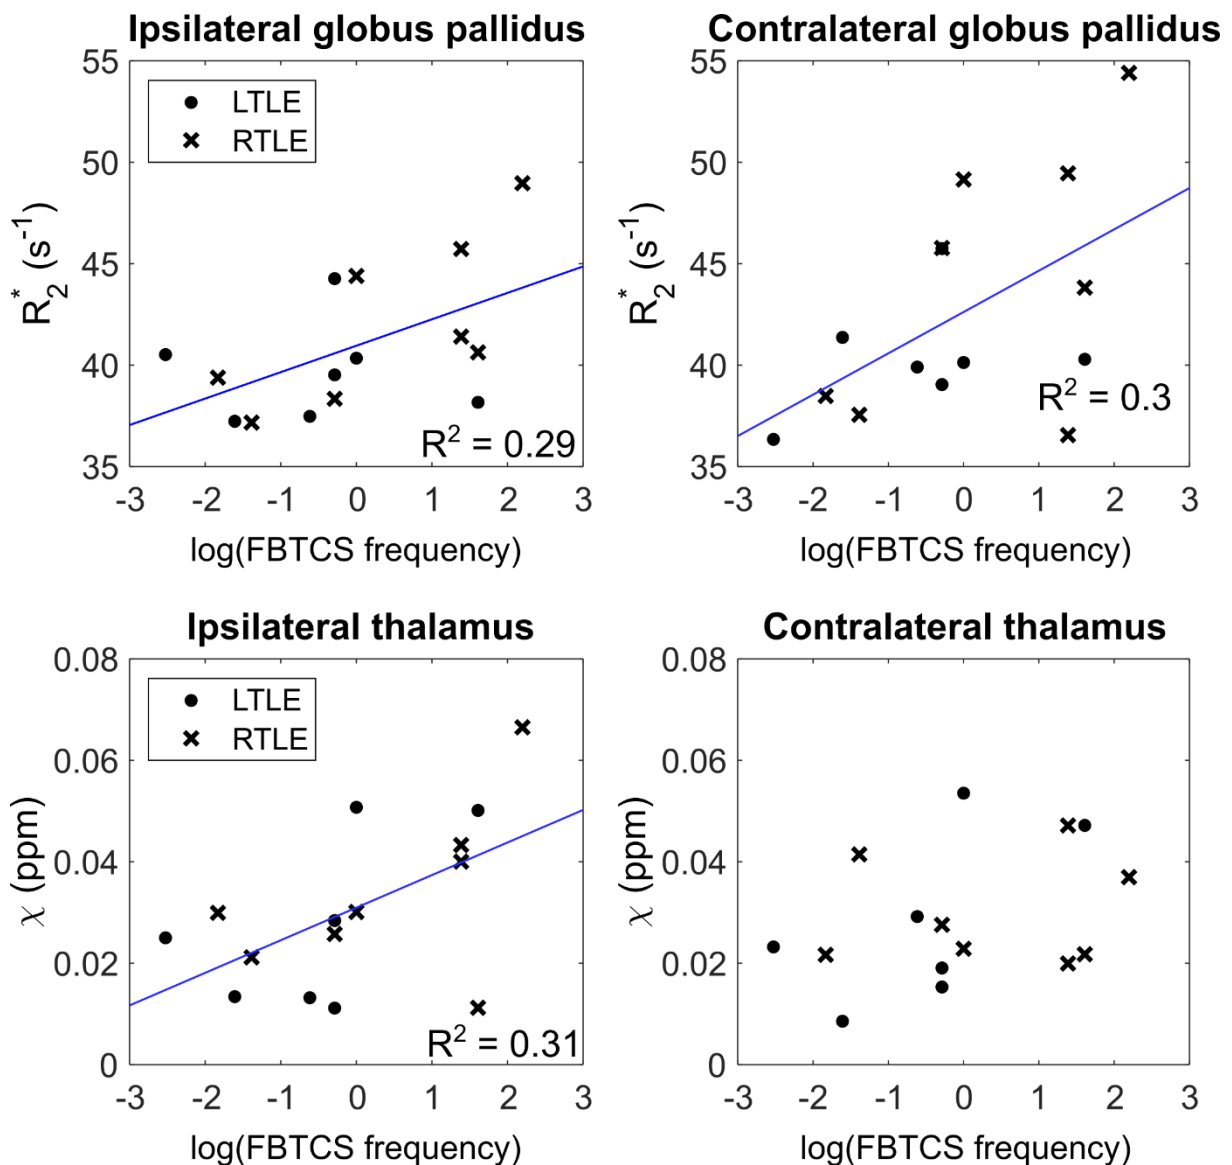 Ipsilateral globus pallidus
55
50
45
40
35
R₂* (s⁻¹)
LTLE
RTLE
R² = 0.29
-3 -2 -1 0 1 2 3
log(FBTCS frequency)
Contralateral globus pallidus
55
50
45
40
35
R₂* (s⁻¹)
R² = 0.3
-3 -2 -1 0 1 2 3
log(FBTCS frequency)
Ipsilateral thalamus
0.08
0.06
0.04
0.02
0
χ (ppm)
LTLE
RTLE
R² = 0.31
-3 -2 -1 0 1 2 3
log(FBTCS frequency)
Contralateral thalamus
0.08
0.06
0.04
0.02
0
χ (ppm)
-3 -2 -1 0 1 2 3
log(FBTCS frequency)